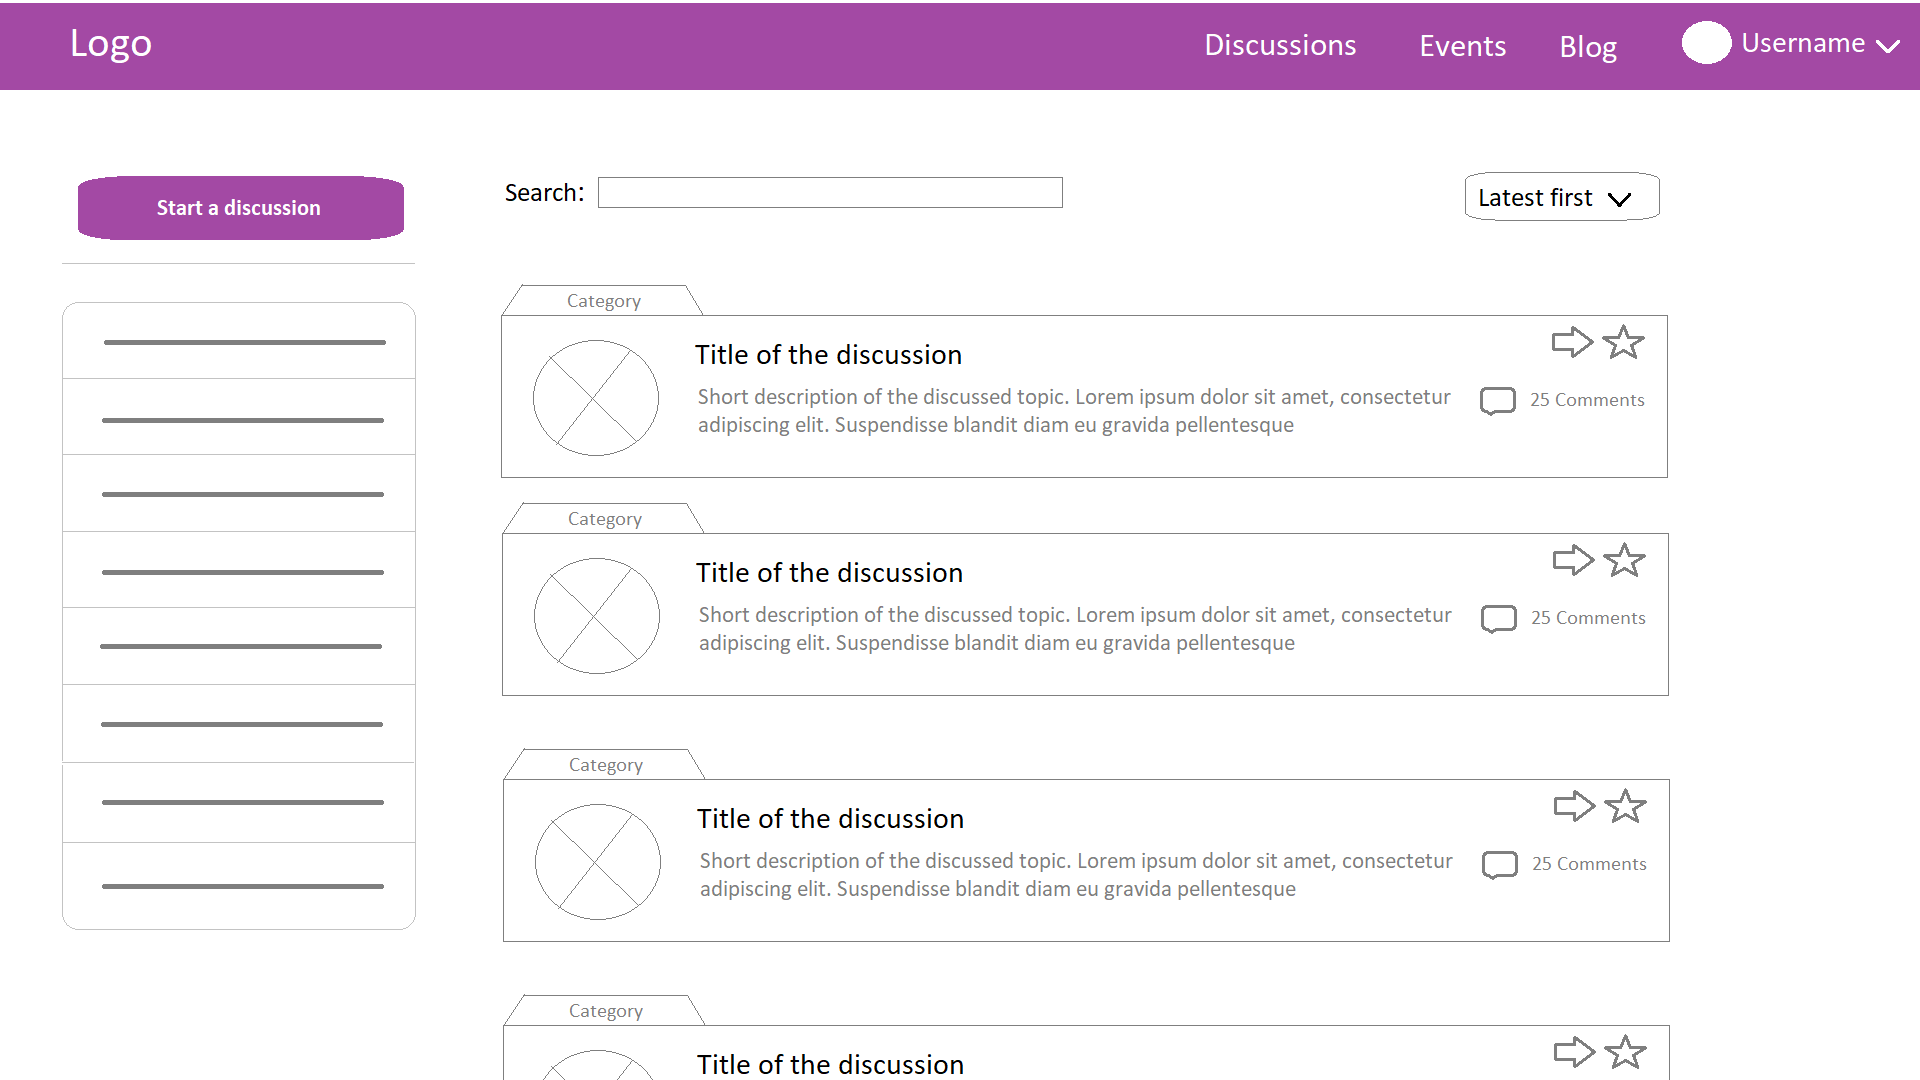 Logo
Discussions
Events
Blog
Username
Start a discussion
Search:
Latest first
Category
Title of the discussion
Short description of the discussed topic. Lorem ipsum dolor sit amet, consectetur
adipiscing elit. Suspendisse blandit diam eu gravida pellentesque
25 Comments
Category
Title of the discussion
Short description of the discussed topic. Lorem ipsum dolor sit amet, consectetur
adipiscing elit. Suspendisse blandit diam eu gravida pellentesque
25 Comments
Category
Title of the discussion
Short description of the discussed topic. Lorem ipsum dolor sit amet, consectetur
adipiscing elit. Suspendisse blandit diam eu gravida pellentesque
25 Comments
Category
Title of the discussion